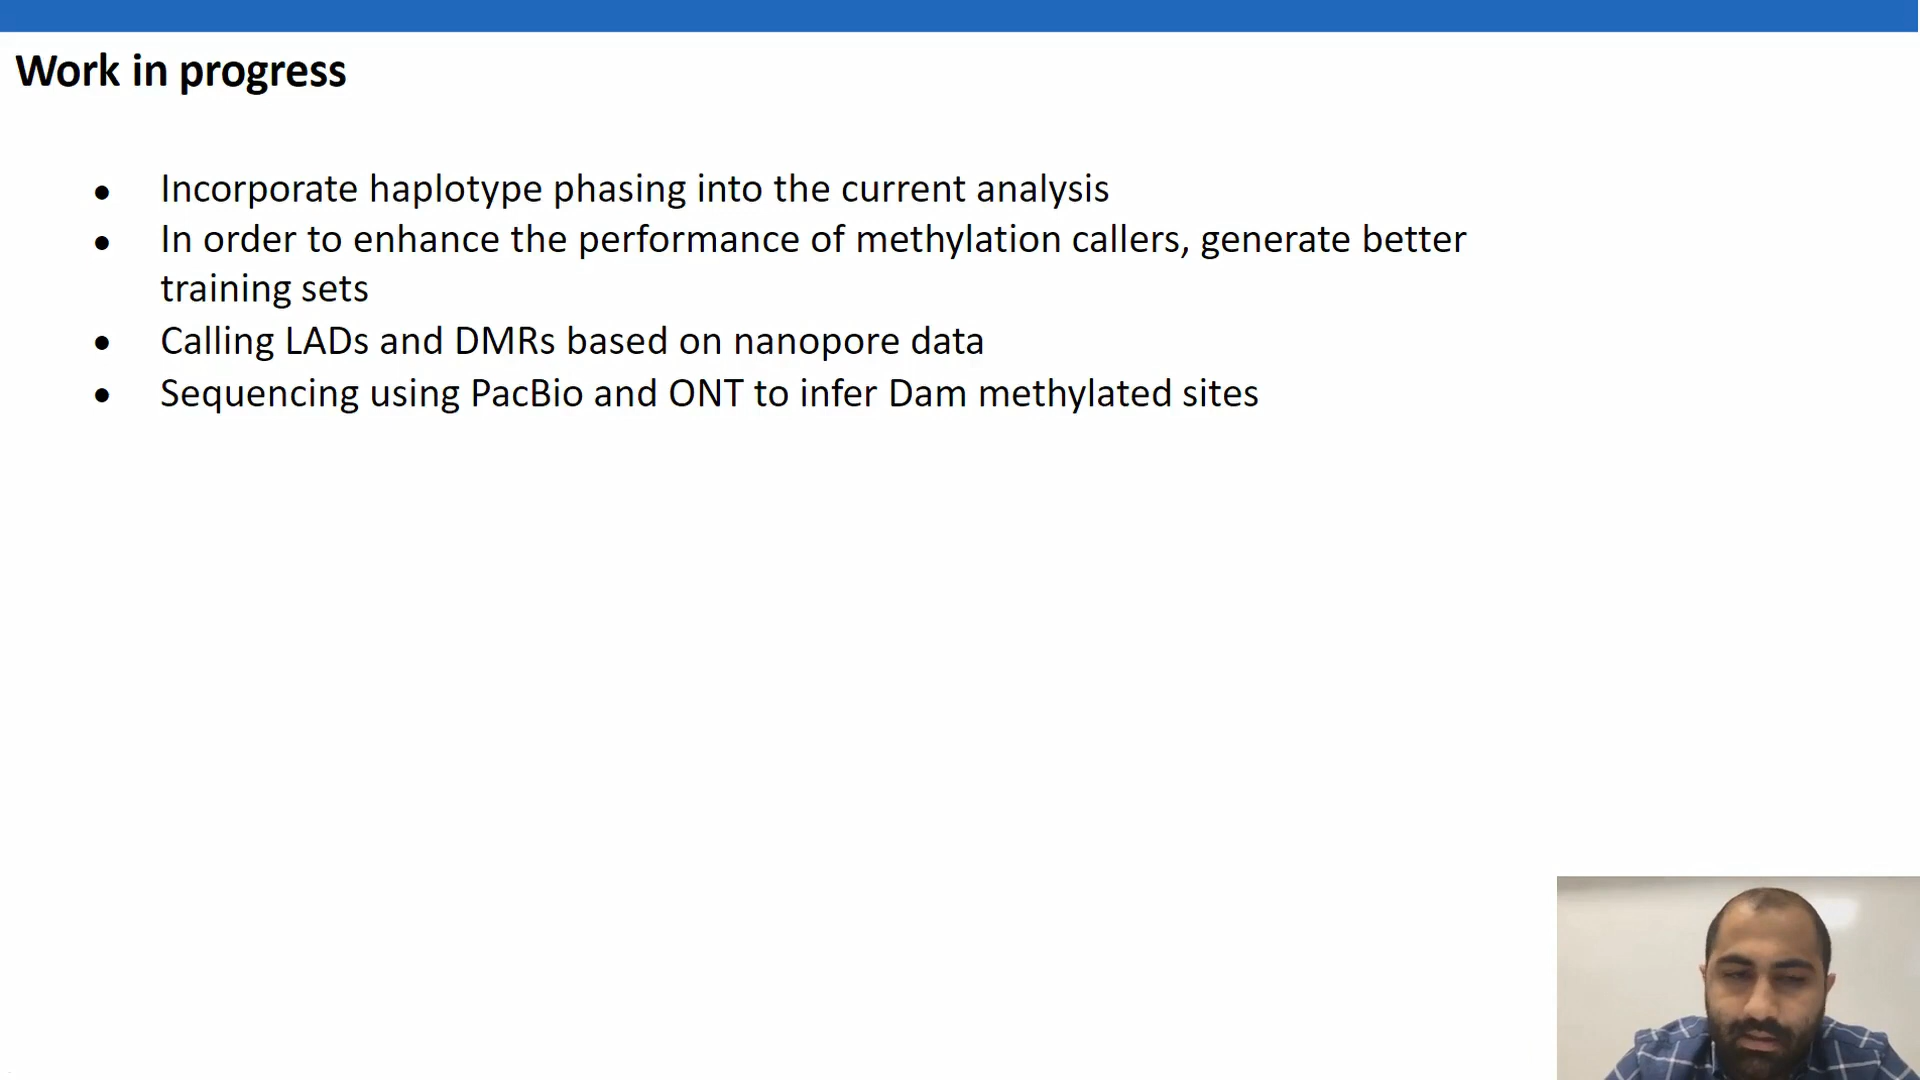 Work in progress
● Incorporate haplotype phasing into the current analysis
● In order to enhance the performance of methylation callers, generate better
training sets
● Calling LADs and DMRs based on nanopore data
● Sequencing using PacBio and ONT to infer Dam methylated sites